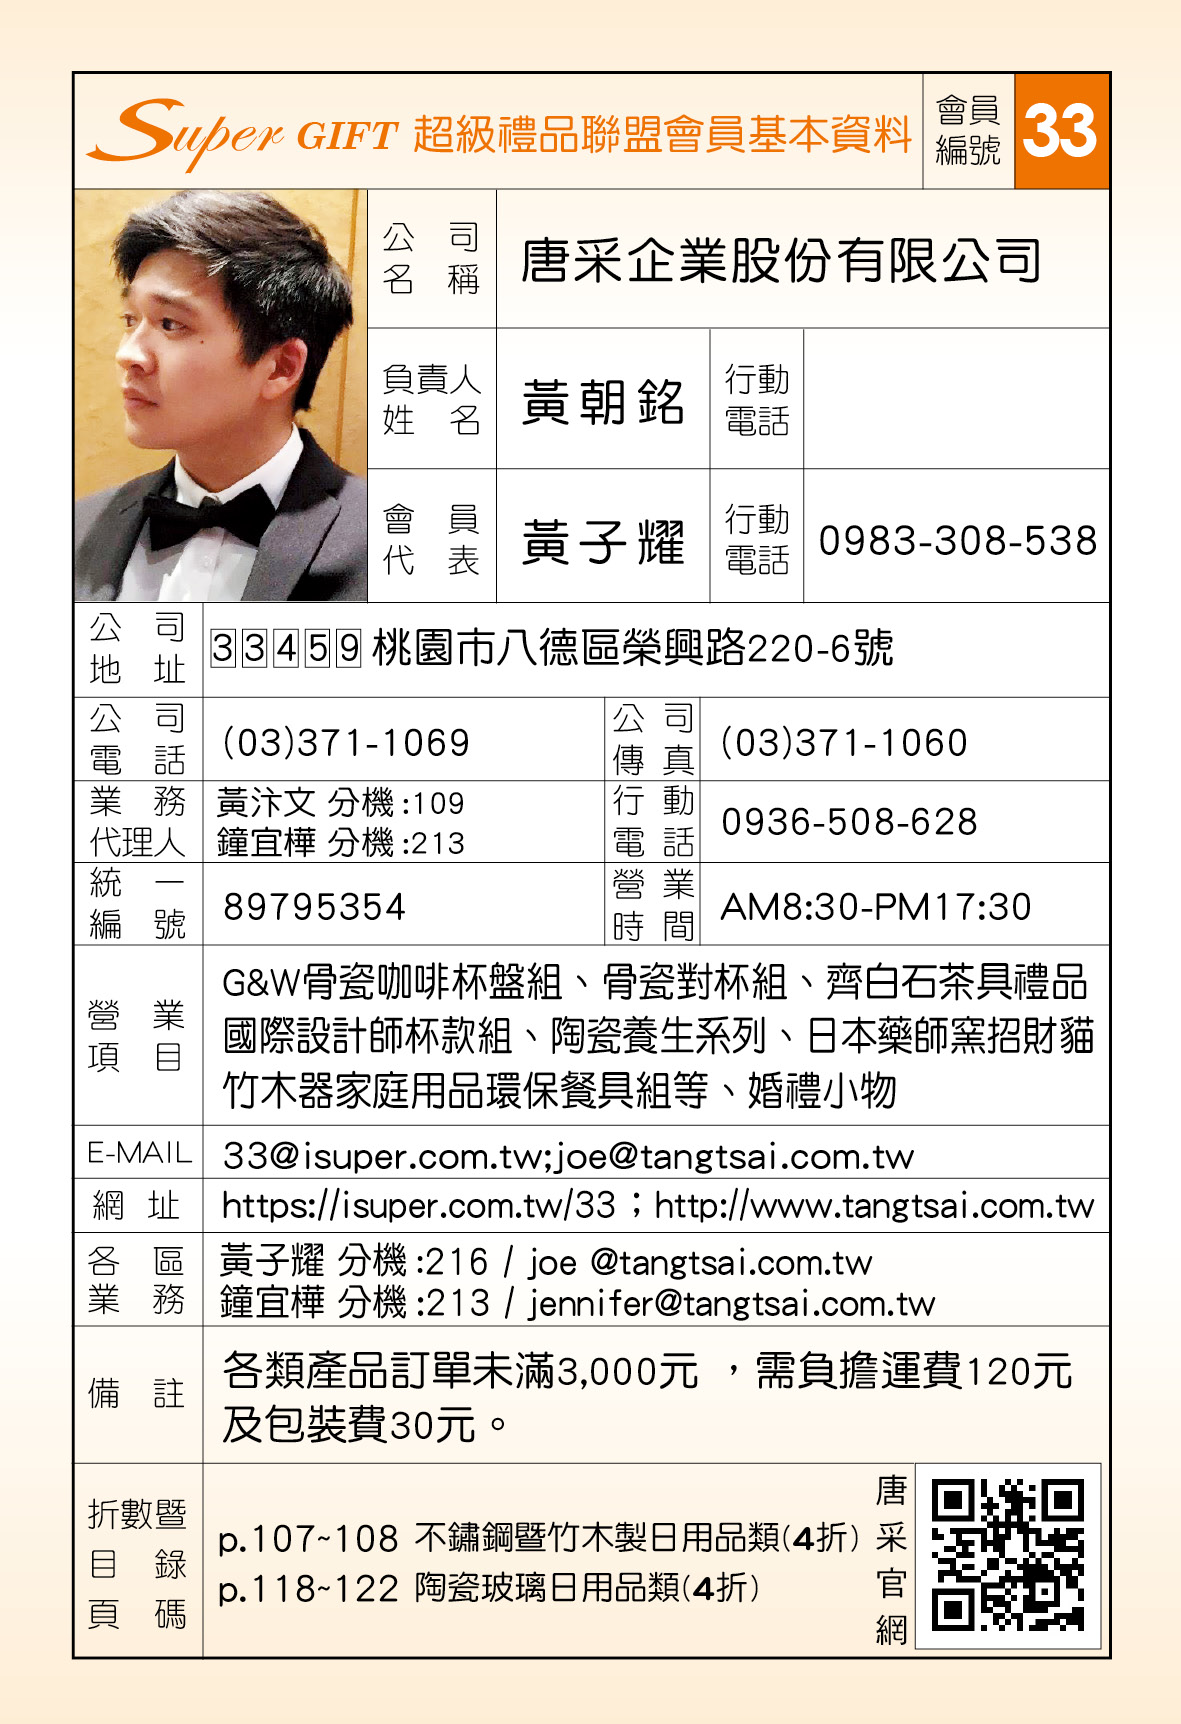 Super GIFT 超級禮品聯盟會員基本資料
會員
編號
33
公司
名稱
唐采企業股份有限公司
負責人
姓名
黃朝銘
行動
電話
會員
代表
黃子耀
行動
電話
0983-308-538
公司
地址
33459 桃園市八德區榮興路220-6號
公司
電話
(03)371-1069
公司
傳真
(03)371-1060
業務
代理人
黃汴文 分機:109
鐘宜樺 分機:213
行動
電話
0936-508-628
統一
編號
89795354
營業
時間
AM8:30-PM17:30
營業
項目
G&W骨瓷咖啡杯盤組、骨瓷對杯組、齊白石茶具禮品
國際設計師杯款組、陶瓷養生系列、日本藥師窯招財貓
竹木器家庭用品環保餐具組等、婚禮小物
E-MAIL
33@isuper.com.tw;joe@tangtsai.com.tw
網址
https://isuper.com.tw/33；http://www.tangtsai.com.tw
各區
業務
黃子耀 分機:216 / joe @tangtsai.com.tw
鐘宜樺 分機:213 / jennifer@tangtsai.com.tw
備註
各類產品訂單未滿3,000元 ，需負擔運費120元
及包裝費30元。
折數暨
目錄
頁碼
p.107~108 不鏽鋼暨竹木製日用品類(4折)
p.118~122 陶瓷玻璃日用品類(4折)
唐采官網